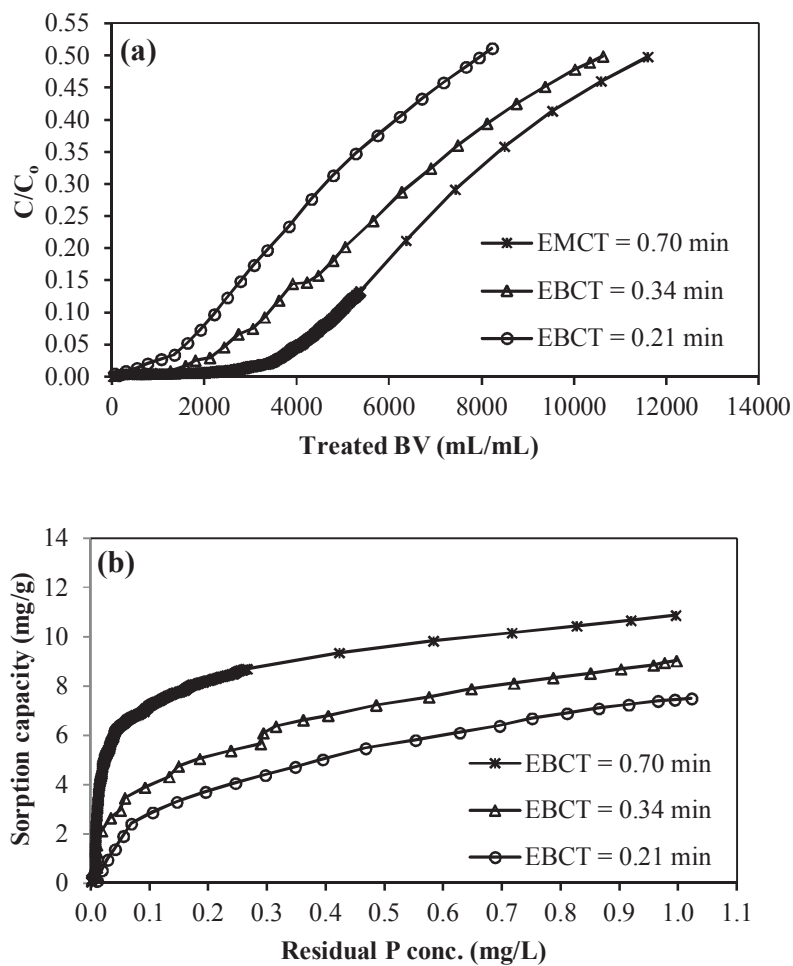 (a)
C/Co
0.55
0.50
0.45
0.40
0.35
0.30
0.25
0.20
0.15
0.10
0.05
0.00
EMCT = 0.70 min
EBCT = 0.34 min
EBCT = 0.21 min
0 2000 4000 6000 8000 10000 12000 14000
Treated BV (mL/mL)
(b)
Sorption capacity (mg/g)
14
12
10
8
6
4
2
0
EBCT = 0.70 min
EBCT = 0.34 min
EBCT = 0.21 min
0.0 0.1 0.2 0.3 0.4 0.5 0.6 0.7 0.8 0.9 1.0 1.1
Residual P conc. (mg/L)